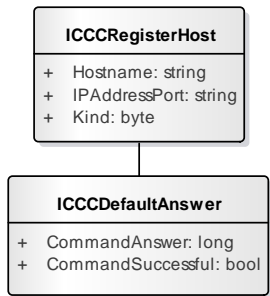 ICCCRegisterHost
+ Hostname: string
+ IPAddressPort: string
+ Kind: byte
ICCCDefaultAnswer
+ CommandAnswer: long
+ CommandSuccessful: bool